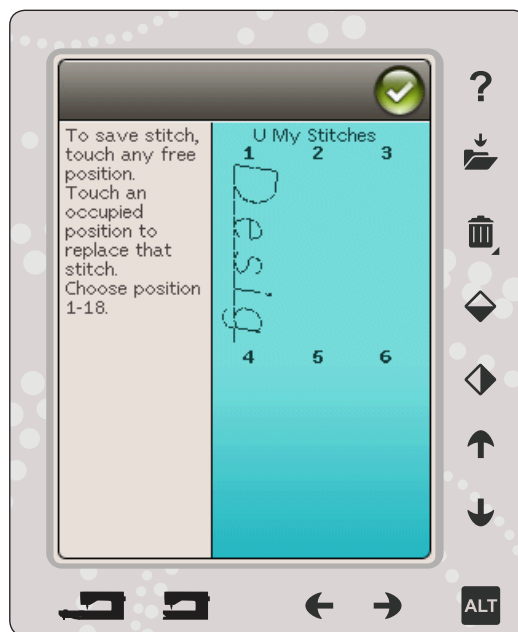 To save stitch,
touch any free
position.
Touch an
occupied
position to
replace that
stitch.
Choose position
1-18.
U My Stitches
1 2 3
Desig
4 5 6
?
ALT